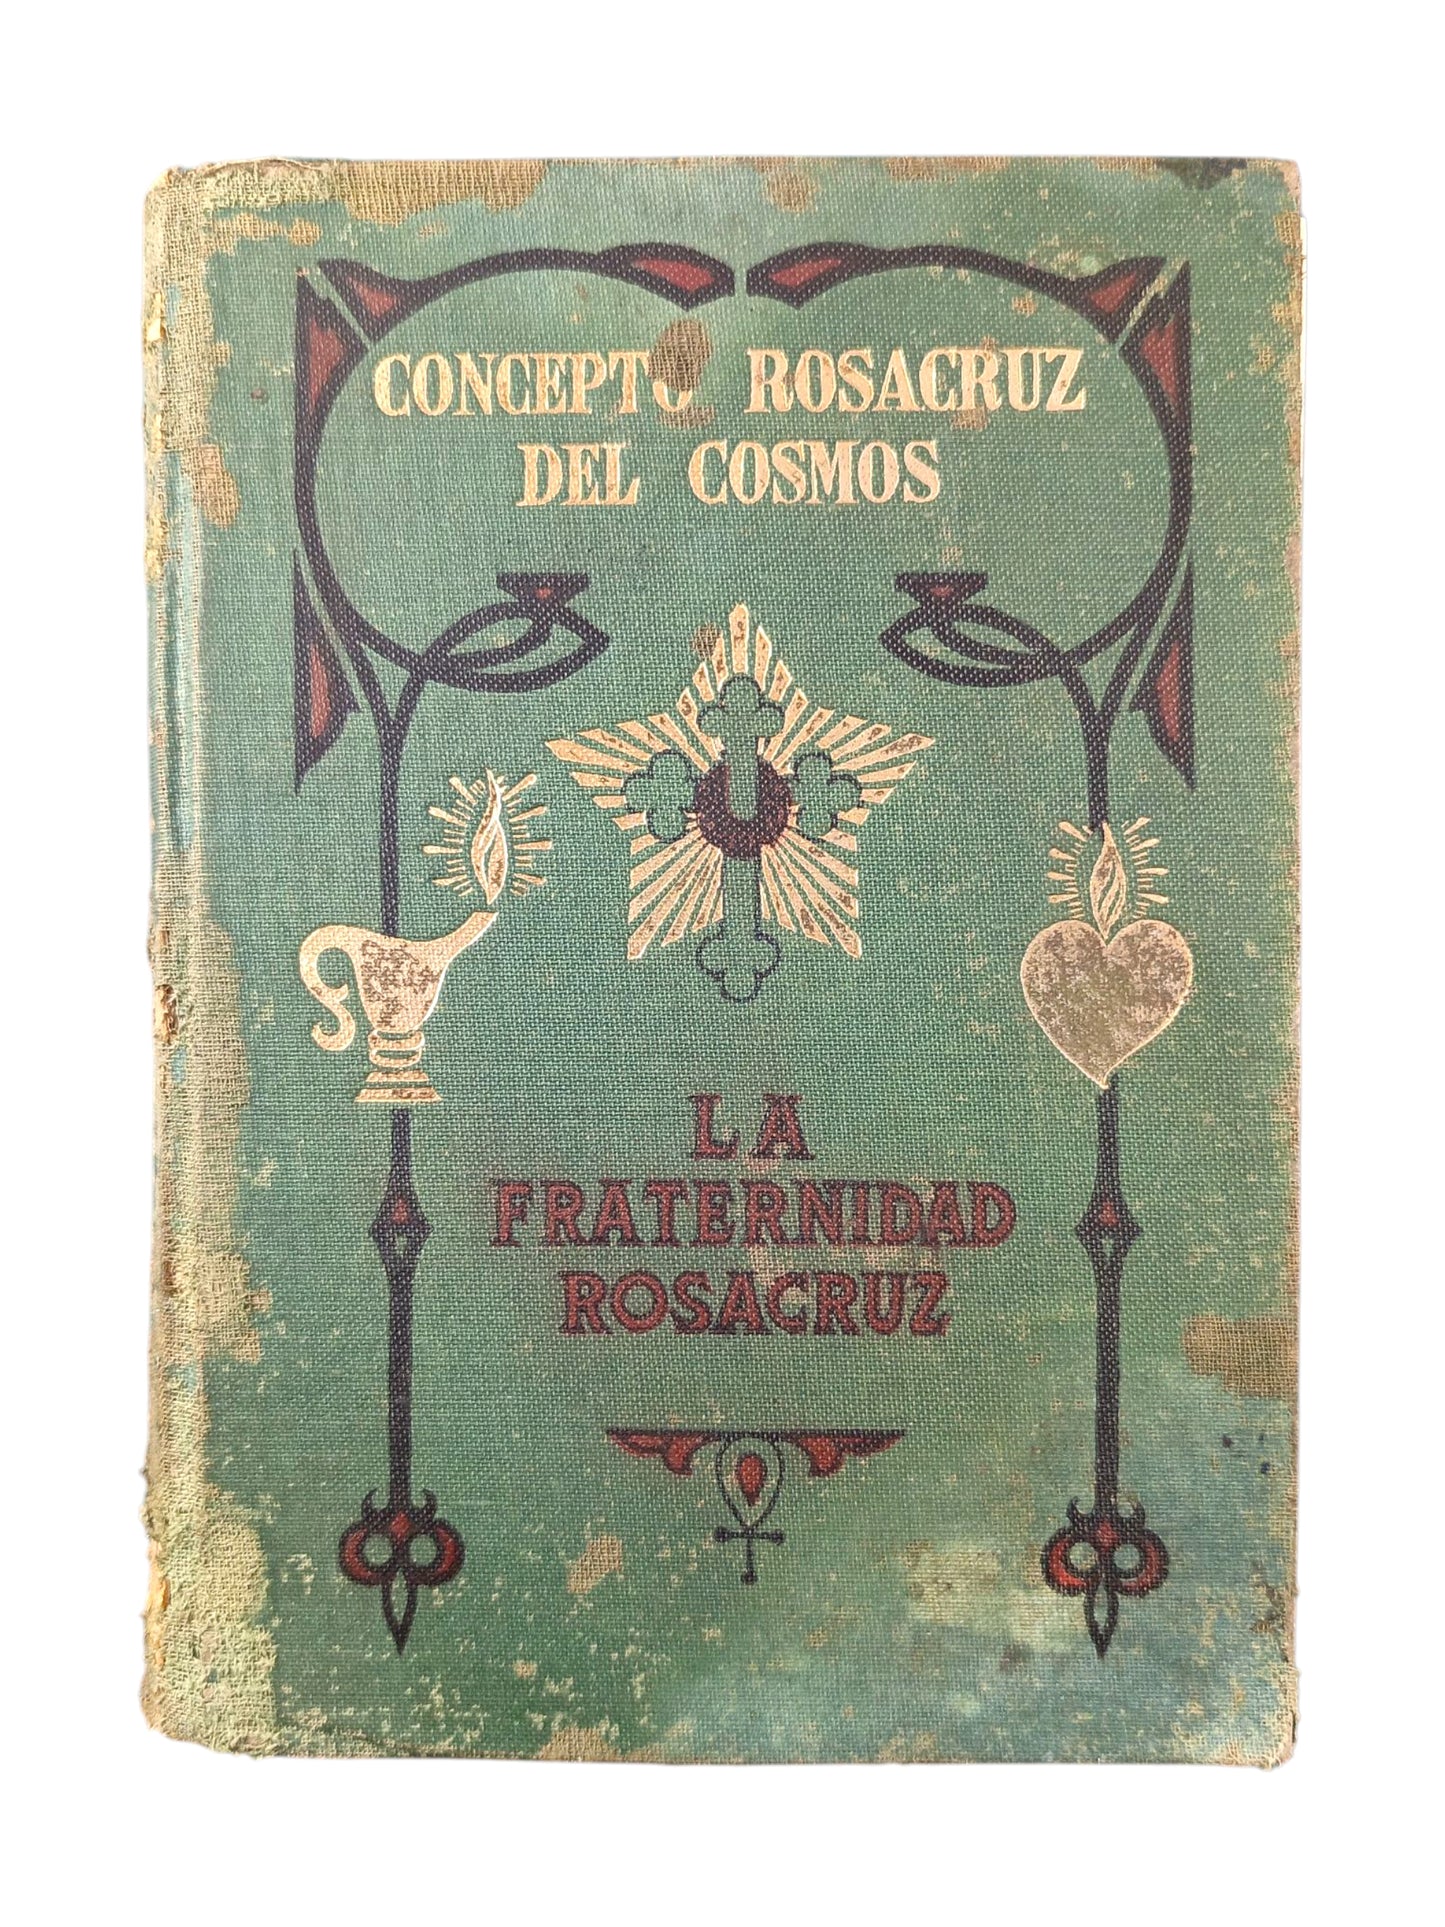 CONCEPTO ROSACRUZ
DEL COSMOS
LA
FRATERNIDAD
ROSACRUZ